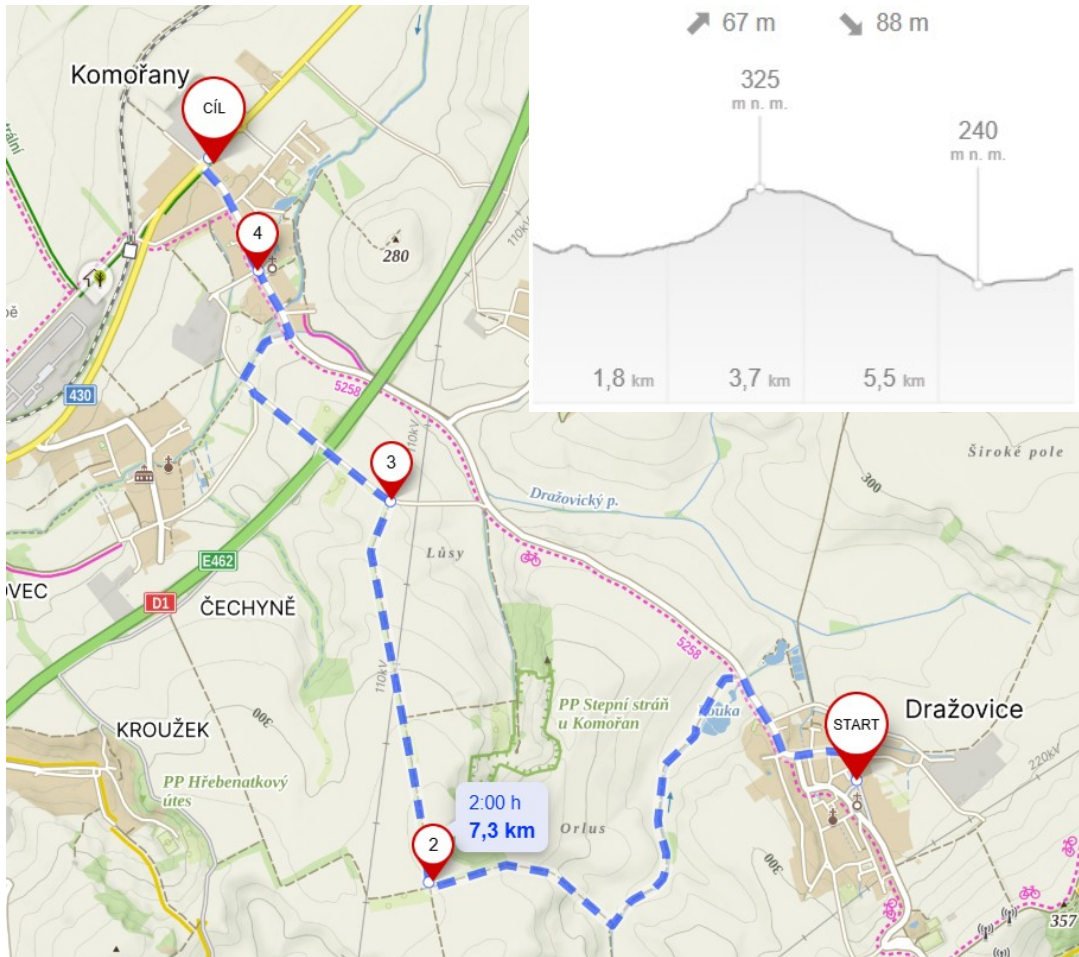 67 m
88 m
325
m n. m.
240
m n. m.
1,8 km
3,7 km
5,5 km
Komořany
CÍL
4
280
110kV
430
5258
110kV
3
Široké pole
300
Dražovický p.
Lůsy
E462
D1
ČECHYNĚ
110kV
5258
PP Stepní stráň
u Komořan
START
Dražovice
KROUŽEK
300
PP Hřebenatkový
útes
220kV
2:00 h
7,3 km
2
Orlus
300
357